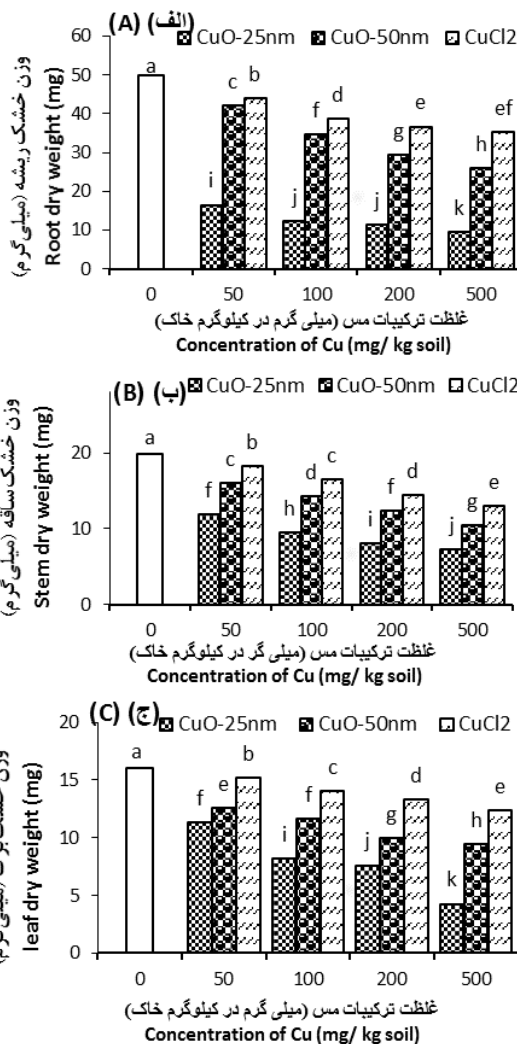 (A) (الف)
CuO-25nm CuO-50nm CuCl2
60
50
40
30
20
10
0
وزن خشک ریشه (میلی گرم)
Root dry weight (mg)
a
i c b
j f d
j g e
k h ef
0 50 100 200 500
غلظت ترکیبات مس (میلی گرم در کیلوگرم خاک)
Concentration of Cu (mg/ kg soil)
(B) (ب)
CuO-25nm CuO-50nm CuCl2
20
10
0
وزن خشک ساقه (میلی گرم)
Stem dry weight (mg)
a
f c b
h d c
i f d
j g e
0 50 100 200 500
غلظت ترکیبات مس (میلی گر در کیلوگرم خاک)
Concentration of Cu (mg/ kg soil)
(C) (ج)
CuO-25nm CuO-50nm CuCl2
20
15
10
5
0
leaf dry weight (mg)
a
f e b
i f c
j g d
k h e
0 50 100 200 500
غلظت ترکیبات مس (میلی گرم در کیلوگرم خاک)
Concentration of Cu (mg/ kg soil)